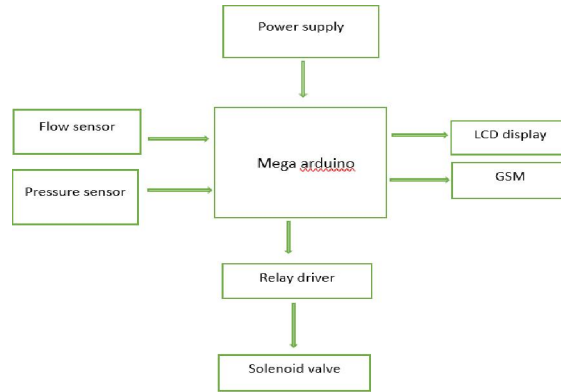 Power supply
Flow sensor
LCD display
Mega arduino
GSM
Pressure sensor
Relay driver
Solenoid valve